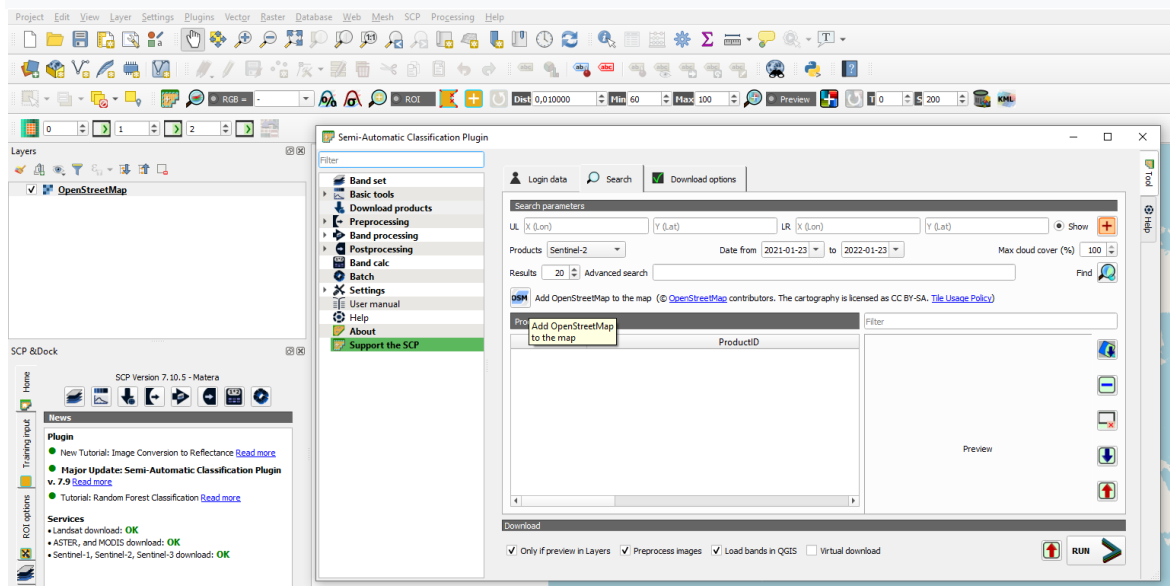 Project Edit View Layer Settings Plugins Vector Raster Database Web Mesh SCP Processing Help
RGB = - ROI Dist 0,010000 Min 60 Max 100 Preview T 0 S 200 KML
0 1 2
Semi-Automatic Classification Plugin
Layers
OpenStreetMap
Filter
Band set
Basic tools
Download products
Preprocessing
Band processing
Postprocessing
Band calc
Batch
Settings
User manual
Help
About
Support the SCP
Login data Search Download options
Search parameters
UL X (Lon) Y (Lat) LR X (Lon) Y (Lat) Show
Products Sentinel-2 Date from 2021-01-23 to 2022-01-23 Max cloud cover (%) 100
Results 20 Advanced search Find
OSM Add OpenStreetMap to the map (© OpenStreetMap contributors. The cartography is licensed as CC BY-SA. Tile Usage Policy)
Add OpenStreetMap
to the map
Filter
ProductID
Preview
Download
Only if preview in Layers Preprocess images Load bands in QGIS Virtual download RUN
Tool
Help
SCP &Dock
SCP Version 7.10.5 - Matera
News
Plugin
New Tutorial: Image Conversion to Reflectance Read more
Major Update: Semi-Automatic Classification Plugin
v. 7.9 Read more
Tutorial: Random Forest Classification Read more
Services
• Landsat download: OK
• ASTER, and MODIS download: OK
• Sentinel-1, Sentinel-2, Sentinel-3 download: OK
Home
Training input
ROI options